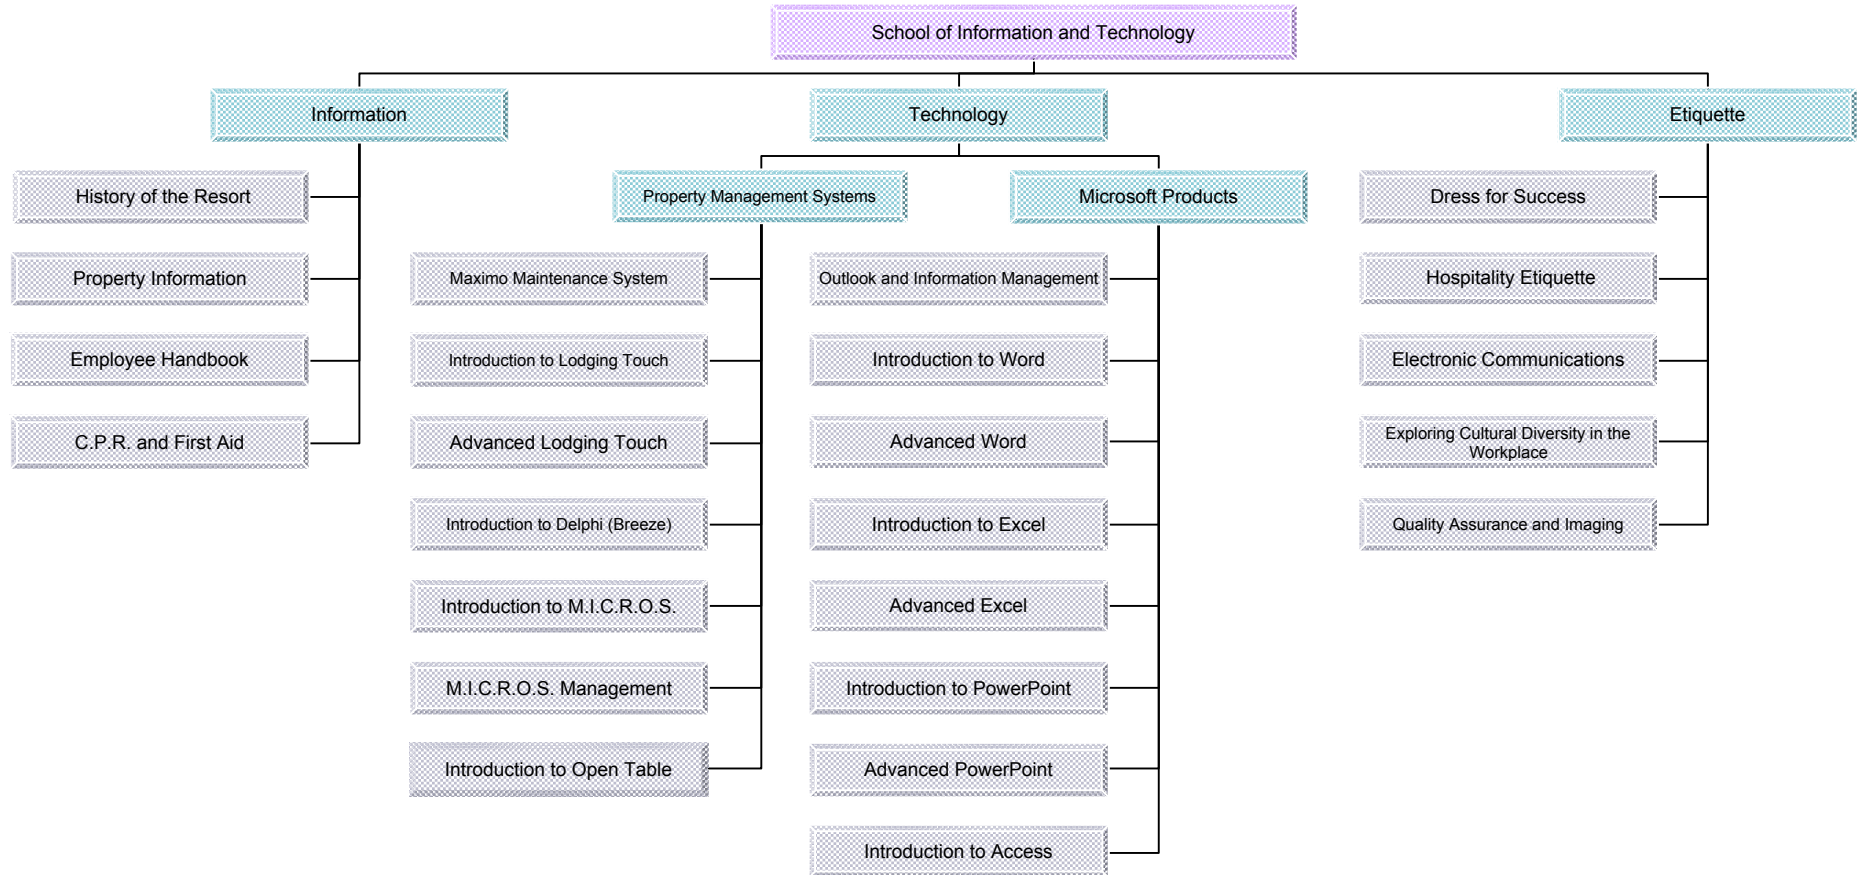 School of Information and Technology
Information
Technology
Etiquette
History of the Resort
Property Information
Employee Handbook
C.P.R. and First Aid
Property Management Systems
Maximo Maintenance System
Introduction to Lodging Touch
Advanced Lodging Touch
Introduction to Delphi (Breeze)
Introduction to M.I.C.R.O.S.
M.I.C.R.O.S. Management
Introduction to Open Table
Microsoft Products
Outlook and Information Management
Introduction to Word
Advanced Word
Introduction to Excel
Advanced Excel
Introduction to PowerPoint
Advanced PowerPoint
Introduction to Access
Dress for Success
Hospitality Etiquette
Electronic Communications
Exploring Cultural Diversity in the
Workplace
Quality Assurance and Imaging